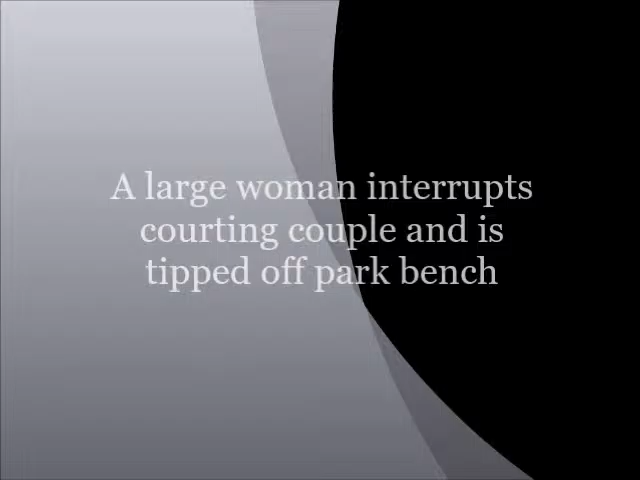 A large woman interrupts
courting couple and is
tipped off park bench